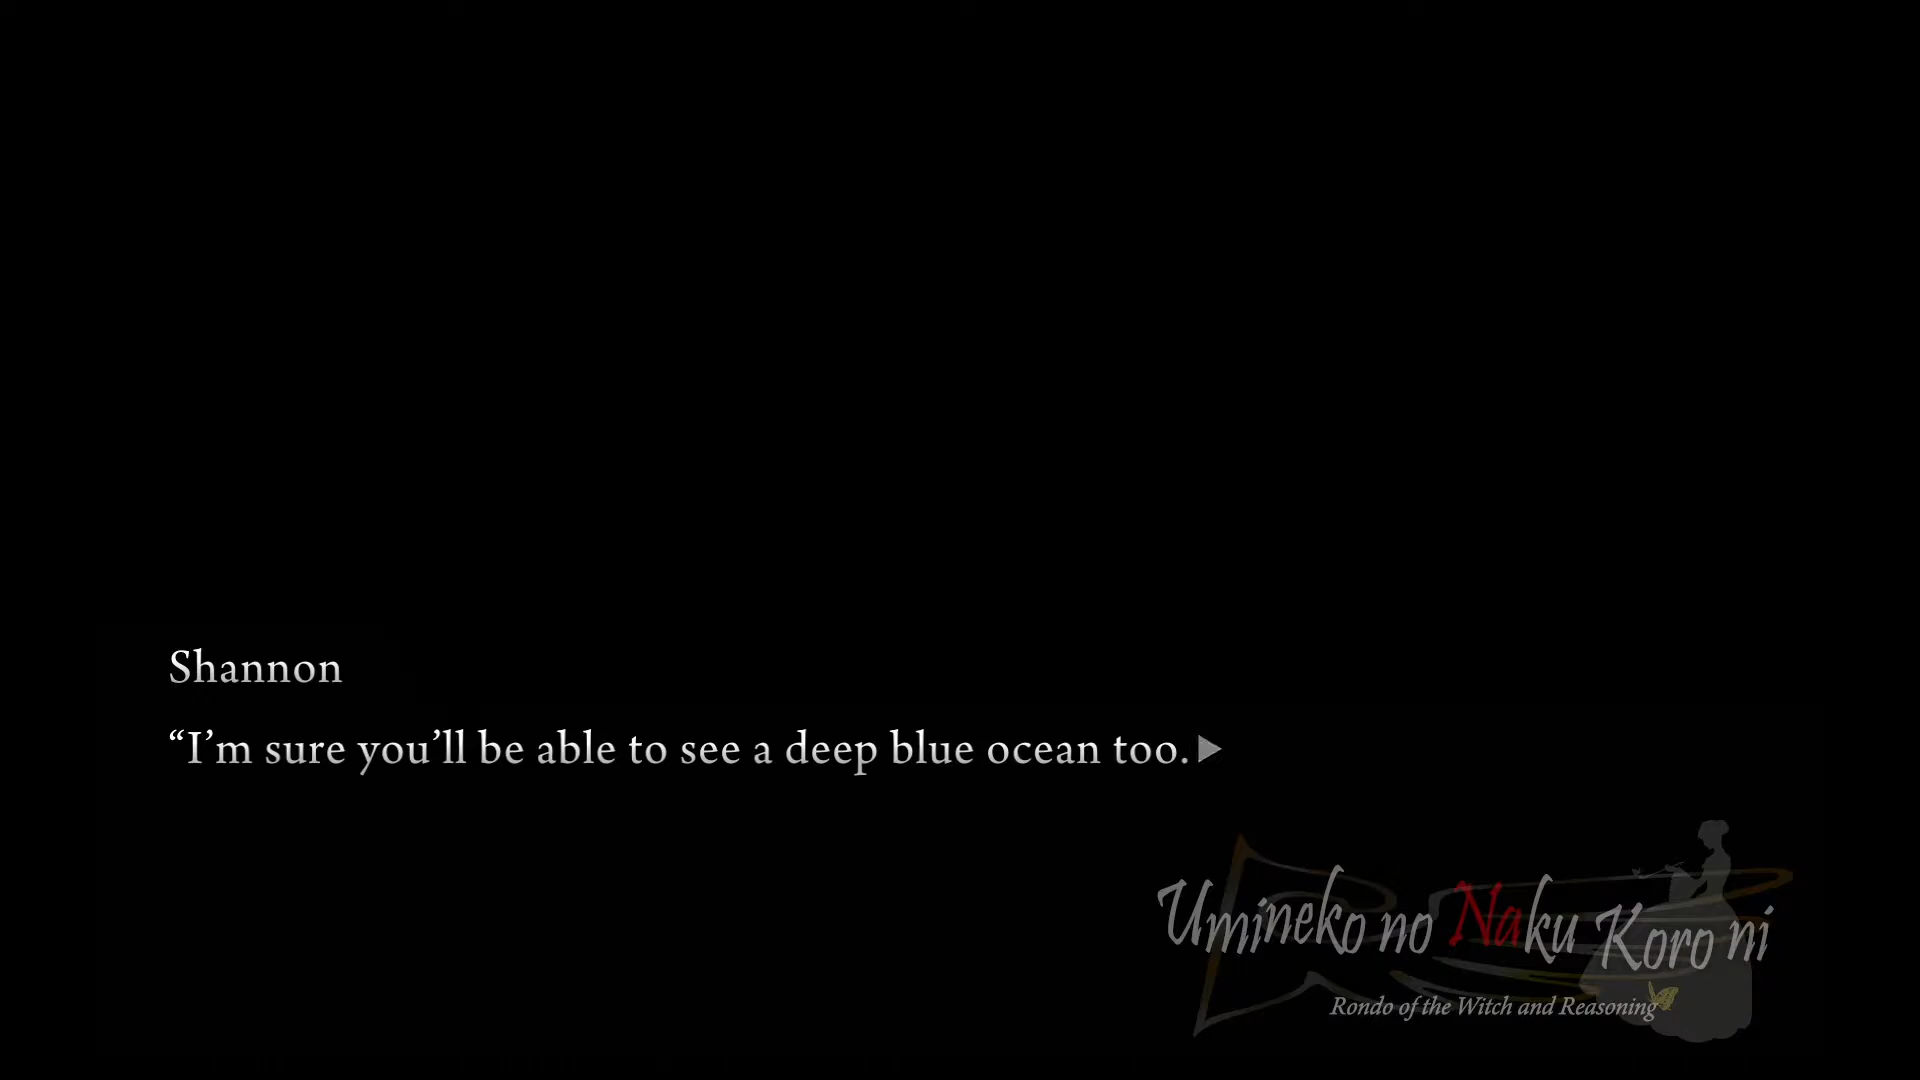 Shannon
“I’m sure you’ll be able to see a deep blue ocean too.
Umineko no Naku Koro ni
Rondo of the Witch and Reasoning